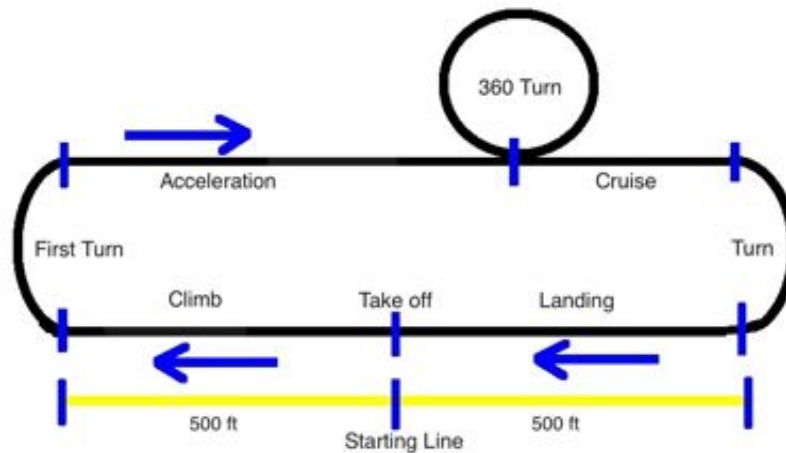 360 Turn
Acceleration
Cruise
First Turn
Turn
Climb
Take off
Landing
500 ft
500 ft
Starting Line